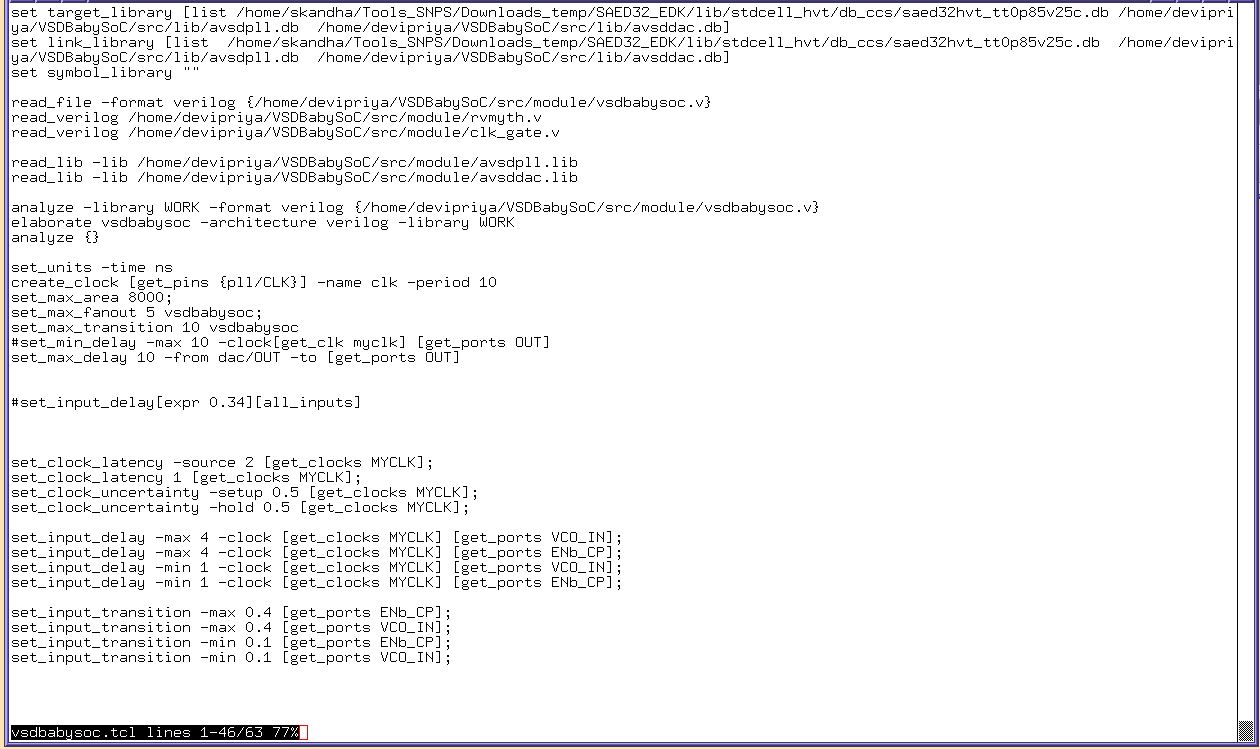 set target_library [list /home/skandha/Tools_SNPS/Downloads_temp/SAED32_EDK/lib/stdcell_hvt/db_ccs/saed32hvt_tt0p85v25c.db /home/devipri
ya/VSDBabySoC/src/lib/avsdpll.db  /home/devipriya/VSDBabySoC/src/lib/avsddac.db]
set link_library [list  /home/skandha/Tools_SNPS/Downloads_temp/SAED32_EDK/lib/stdcell_hvt/db_ccs/saed32hvt_tt0p85v25c.db  /home/devipri
ya/VSDBabySoC/src/lib/avsdpll.db  /home/devipriya/VSDBabySoC/src/lib/avsddac.db]
set symbol_library ""
read_file -format verilog {/home/devipriya/VSDBabySoC/src/module/vsdbabysoc.v}
read_verilog /home/devipriya/VSDBabySoC/src/module/rvmyth.v
read_verilog /home/devipriya/VSDBabySoC/src/module/clk_gate.v
read_lib -lib /home/devipriya/VSDBabySoC/src/module/avsdpll.lib
read_lib -lib /home/devipriya/VSDBabySoC/src/module/avsddac.lib
analyze -library WORK -format verilog {/home/devipriya/VSDBabySoC/src/module/vsdbabysoc.v}
elaborate vsdbabysoc -architecture verilog -library WORK
analyze {}
set_units -time ns
create_clock [get_pins {pll/CLK}] -name clk -period 10
set_max_area 8000;
set_max_fanout 5 vsdbabysoc;
set_max_transition 10 vsdbabysoc
#set_min_delay -max 10 -clock[get_clk myclk] [get_ports OUT]
set_max_delay 10 -from dac/OUT -to [get_ports OUT]
#set_input_delay[expr 0.34][all_inputs]
set_clock_latency -source 2 [get_clocks MYCLK];
set_clock_latency 1 [get_clocks MYCLK];
set_clock_uncertainty -setup 0.5 [get_clocks MYCLK];
set_clock_uncertainty -hold 0.5 [get_clocks MYCLK];
set_input_delay -max 4 -clock [get_clocks MYCLK] [get_ports VCO_IN];
set_input_delay -max 4 -clock [get_clocks MYCLK] [get_ports ENb_CP];
set_input_delay -min 1 -clock [get_clocks MYCLK] [get_ports VCO_IN];
set_input_delay -min 1 -clock [get_clocks MYCLK] [get_ports ENb_CP];
set_input_transition -max 0.4 [get_ports ENb_CP];
set_input_transition -max 0.4 [get_ports VCO_IN];
set_input_transition -min 0.1 [get_ports ENb_CP];
set_input_transition -min 0.1 [get_ports VCO_IN];
vsdbabysoc.tcl lines 1-46/63 77%